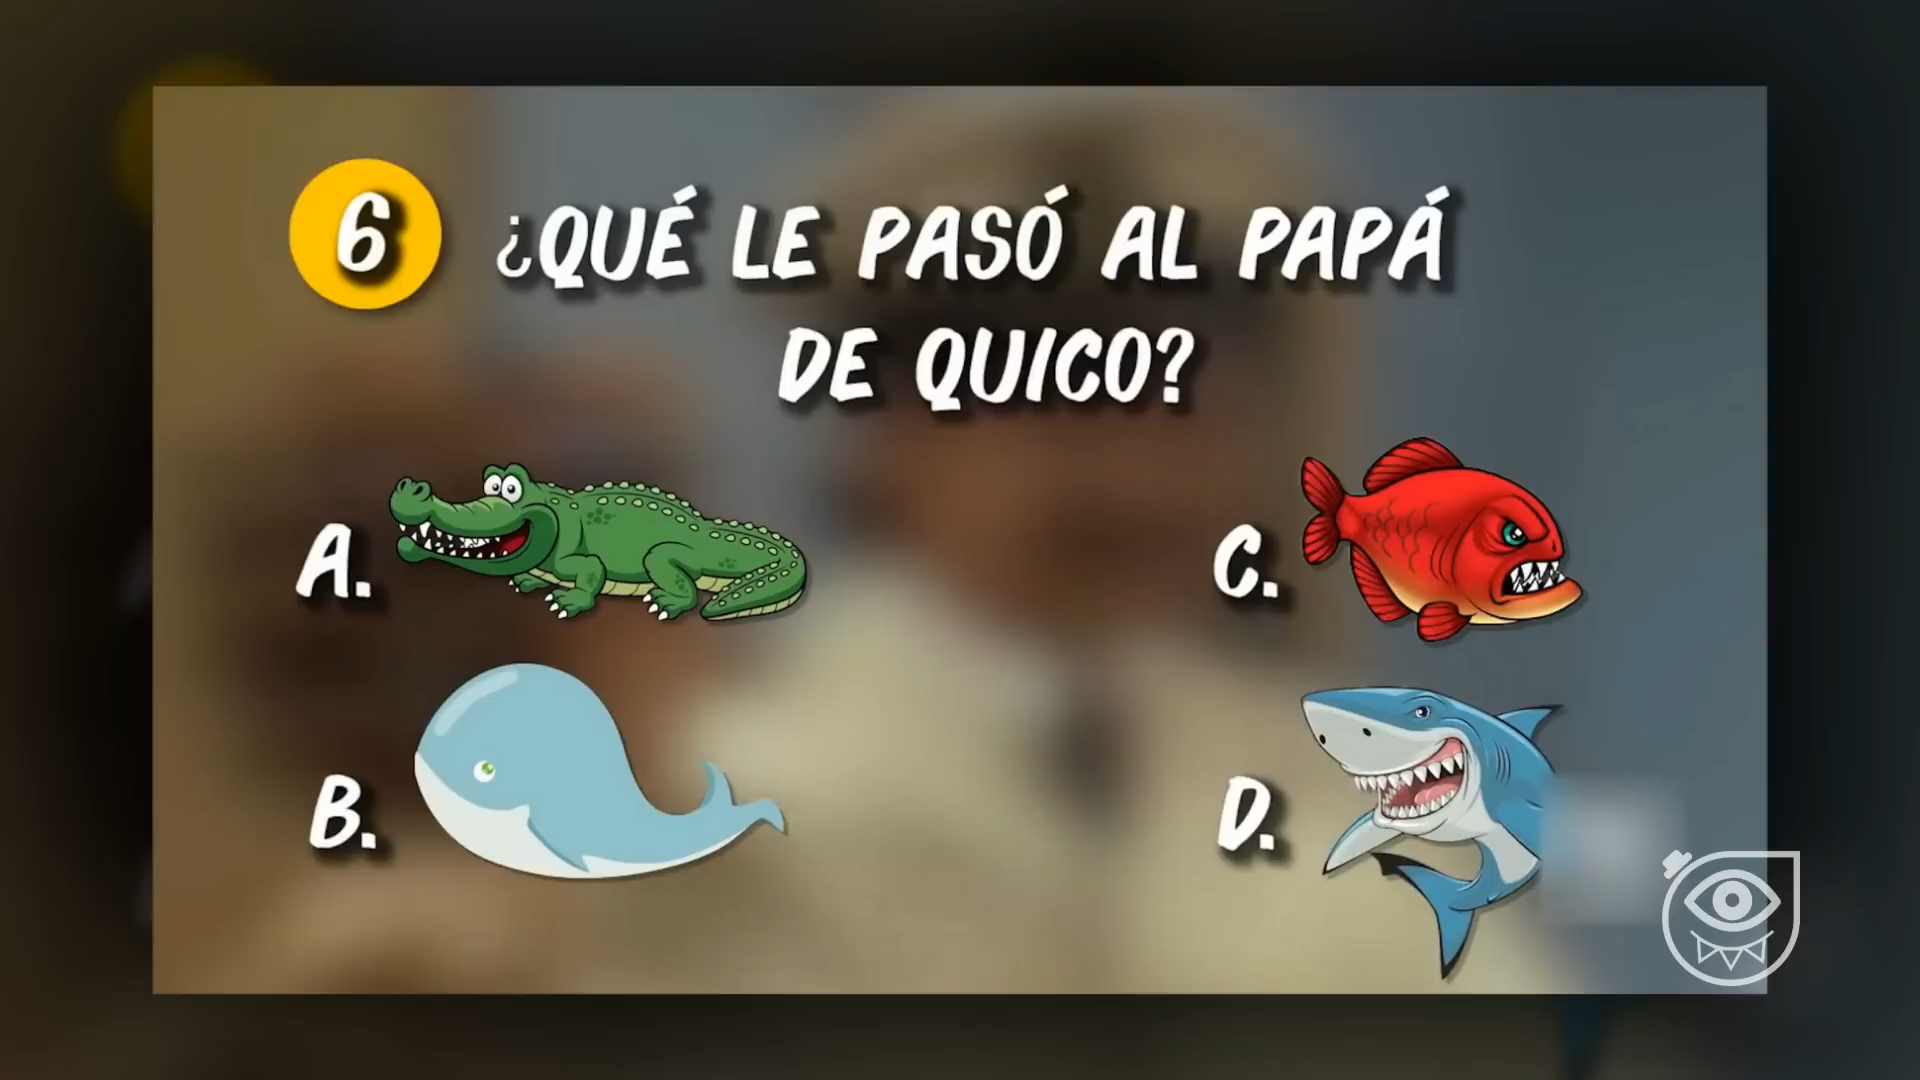 6 ¿QUÉ LE PASÓ AL PAPÁ
DE QUICO?
A.
C.
B.
D.